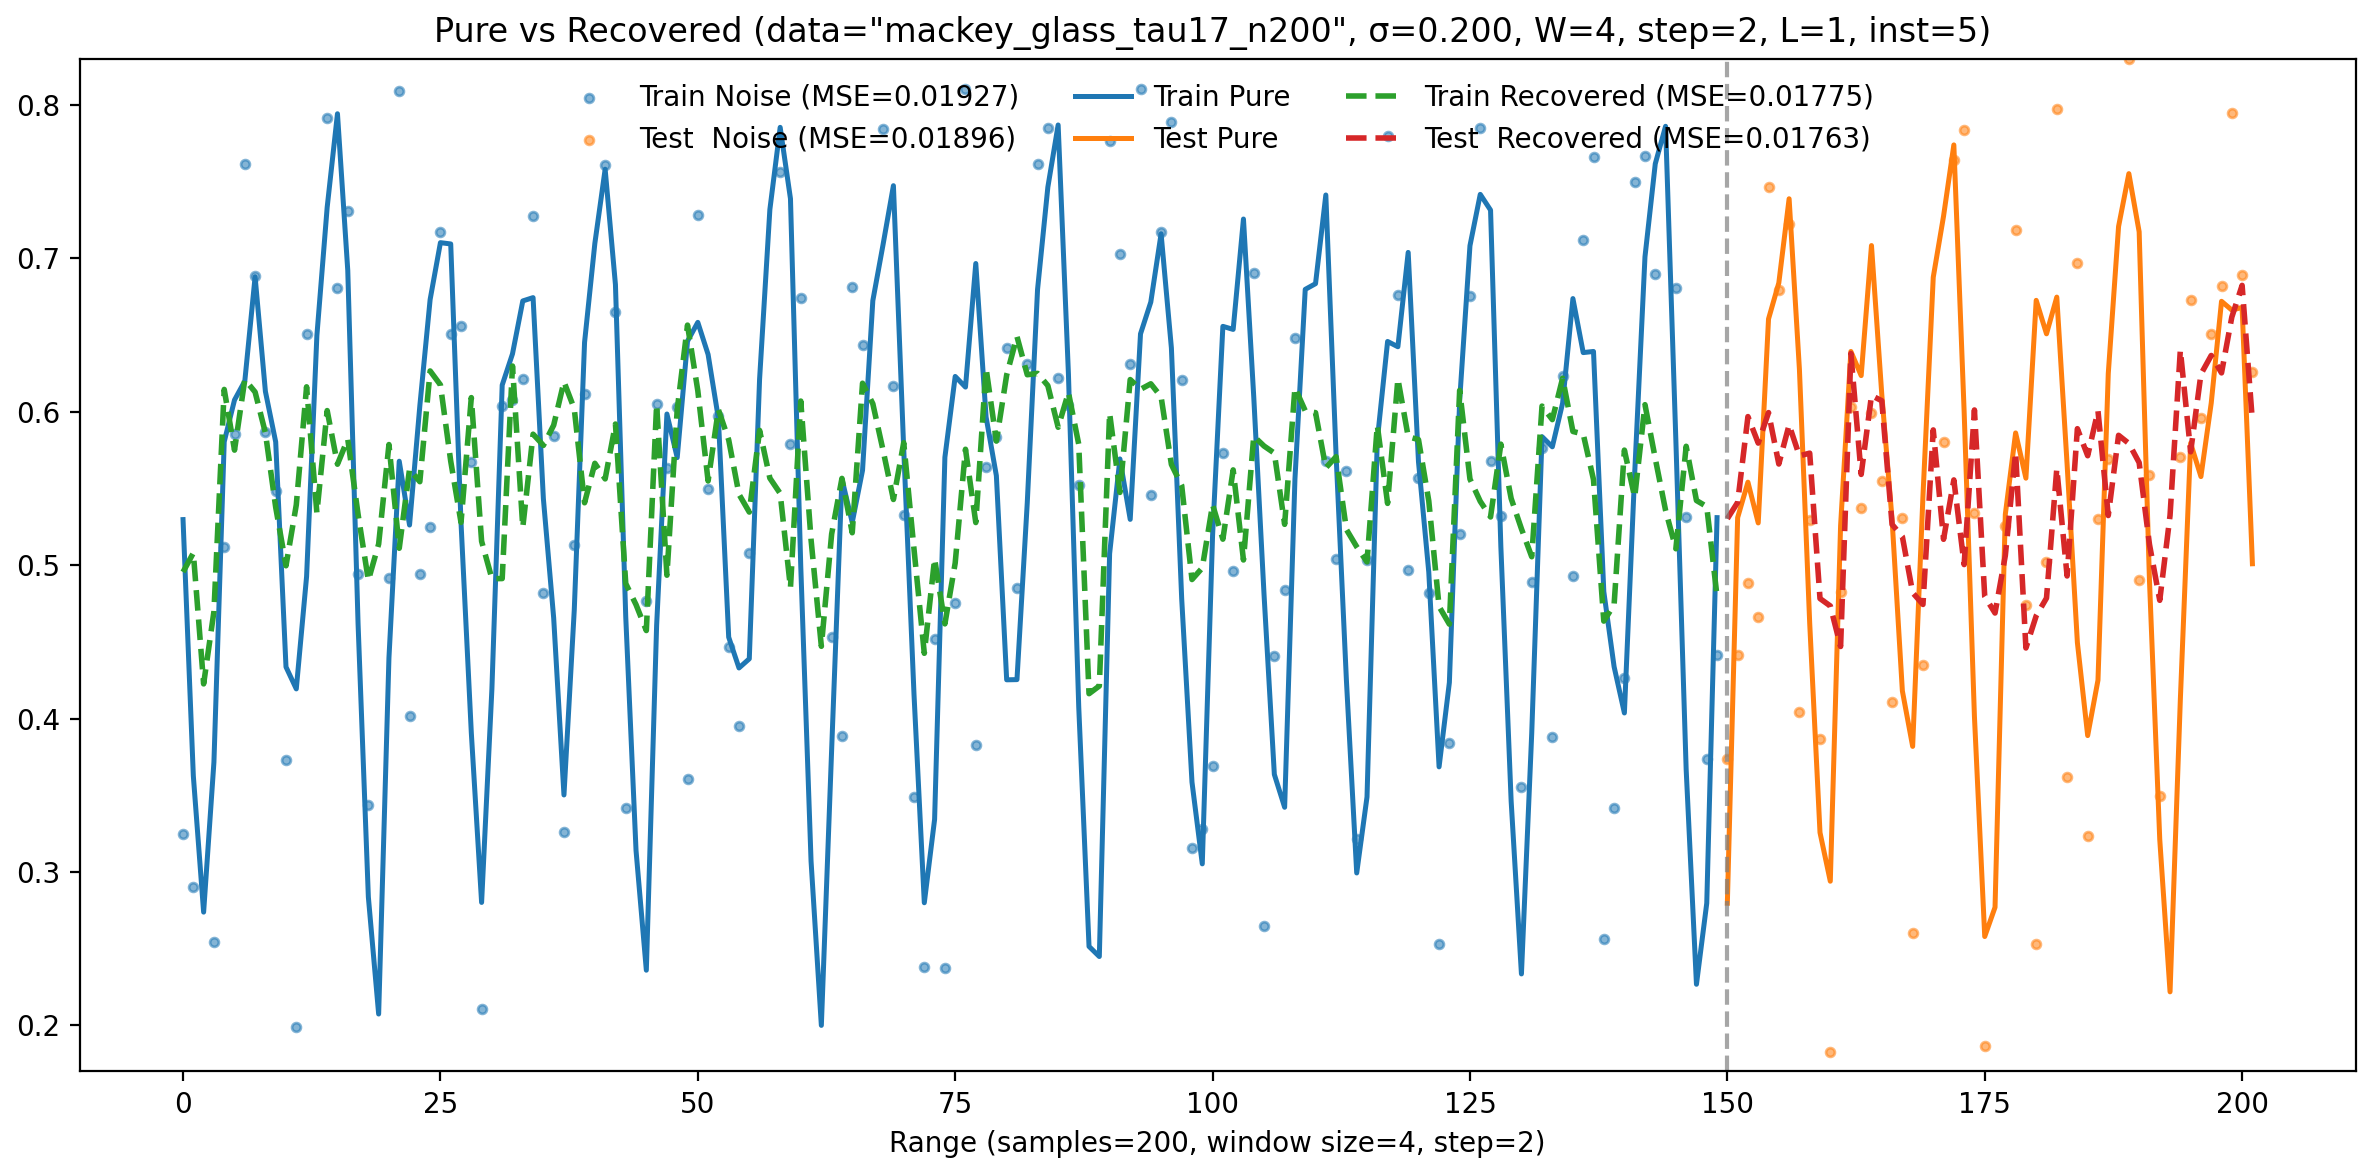 Pure vs Recovered (data="mackey_glass_tau17_n200", σ=0.200, W=4, step=2, L=1, inst=5)
Train Noise (MSE=0.01927)
Test  Noise (MSE=0.01896)
Train Pure
Test Pure
Train Recovered (MSE=0.01775)
Test  Recovered (MSE=0.01763)
0.8
0.7
0.6
0.5
0.4
0.3
0.2
0 25 50 75 100 125 150 175 200
Range (samples=200, window size=4, step=2)